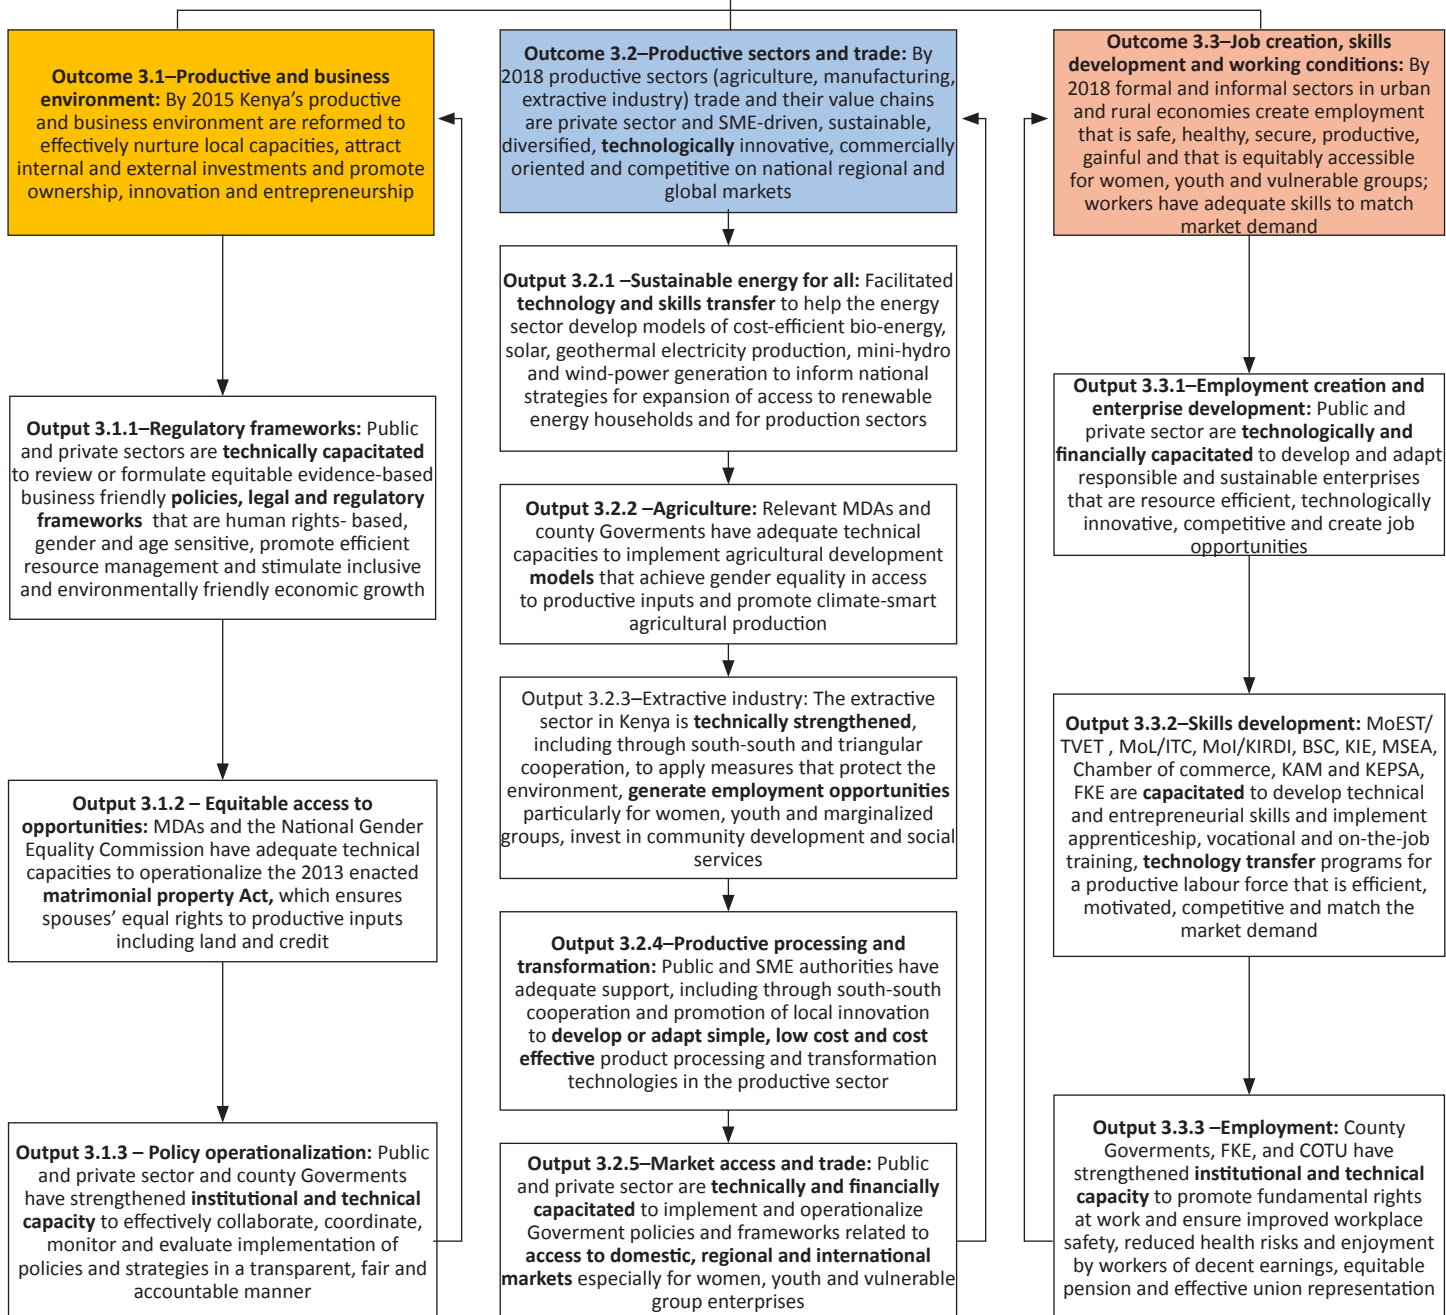 Outcome 3.1–Productive and business
environment: By 2015 Kenya's productive
and business environment are reformed to
effectively nurture local capacities, attract
internal and external investments and promote
ownership, innovation and entrepreneurship
Output 3.1.1–Regulatory frameworks: Public
and private sectors are technically capacitated
to review or formulate equitable evidence-based
business friendly policies, legal and regulatory
frameworks that are human rights- based,
gender and age sensitive, promote efficient
resource management and stimulate inclusive
and environmentally friendly economic growth
Output 3.1.2 – Equitable access to
opportunities: MDAs and the National Gender
Equality Commission have adequate technical
capacities to operationalize the 2013 enacted
matrimonial property Act, which ensures
spouses' equal rights to productive inputs
including land and credit
Output 3.1.3 – Policy operationalization: Public
and private sector and county Goverments
have strengthened institutional and technical
capacity to effectively collaborate, coordinate,
monitor and evaluate implementation of
policies and strategies in a transparent, fair and
accountable manner
Outcome 3.2–Productive sectors and trade: By
2018 productive sectors (agriculture, manufacturing,
extractive industry) trade and their value chains
are private sector and SME-driven, sustainable,
diversified, technologically innovative, commercially
oriented and competitive on national regional and
global markets
Output 3.2.1 –Sustainable energy for all: Facilitated
technology and skills transfer to help the energy
sector develop models of cost-efficient bio-energy,
solar, geothermal electricity production, mini-hydro
and wind-power generation to inform national
strategies for expansion of access to renewable
energy households and for production sectors
Output 3.2.2 –Agriculture: Relevant MDAs and
county Goverments have adequate technical
capacities to implement agricultural development
models that achieve gender equality in access
to productive inputs and promote climate-smart
agricultural production
Output 3.2.3–Extractive industry: The extractive
sector in Kenya is technically strengthened,
including through south-south and triangular
cooperation, to apply measures that protect the
environment, generate employment opportunities
particularly for women, youth and marginalized
groups, invest in community development and social
services
Output 3.2.4–Productive processing and
transformation: Public and SME authorities have
adequate support, including through south-south
cooperation and promotion of local innovation
to develop or adapt simple, low cost and cost
effective product processing and transformation
technologies in the productive sector
Output 3.2.5–Market access and trade: Public
and private sector are technically and financially
capacitated to implement and operationalize
Goverment policies and frameworks related to
access to domestic, regional and international
markets especially for women, youth and vulnerable
group enterprises
Outcome 3.3–Job creation, skills
development and working conditions: By
2018 formal and informal sectors in urban
and rural economies create employment
that is safe, healthy, secure, productive,
gainful and that is equitably accessible
for women, youth and vulnerable groups;
workers have adequate skills to match
market demand
Output 3.3.1–Employment creation and
enterprise development: Public and
private sector are technologically and
financially capacitated to develop and adapt
responsible and sustainable enterprises
that are resource efficient, technologically
innovative, competitive and create job
opportunities
Output 3.3.2–Skills development: MoEST/
TVET , MoL/ITC, MoI/KIRDI, BSC, KIE, MSEA,
Chamber of commerce, KAM and KEPSA,
FKE are capacitated to develop technical
and entrepreneurial skills and implement
apprenticeship, vocational and on-the-job
training, technology transfer programs for
a productive labour force that is efficient,
motivated, competitive and match the
market demand
Output 3.3.3 –Employment: County
Goverments, FKE, and COTU have
strengthened institutional and technical
capacity to promote fundamental rights
at work and ensure improved workplace
safety, reduced health risks and enjoyment
by workers of decent earnings, equitable
pension and effective union representation